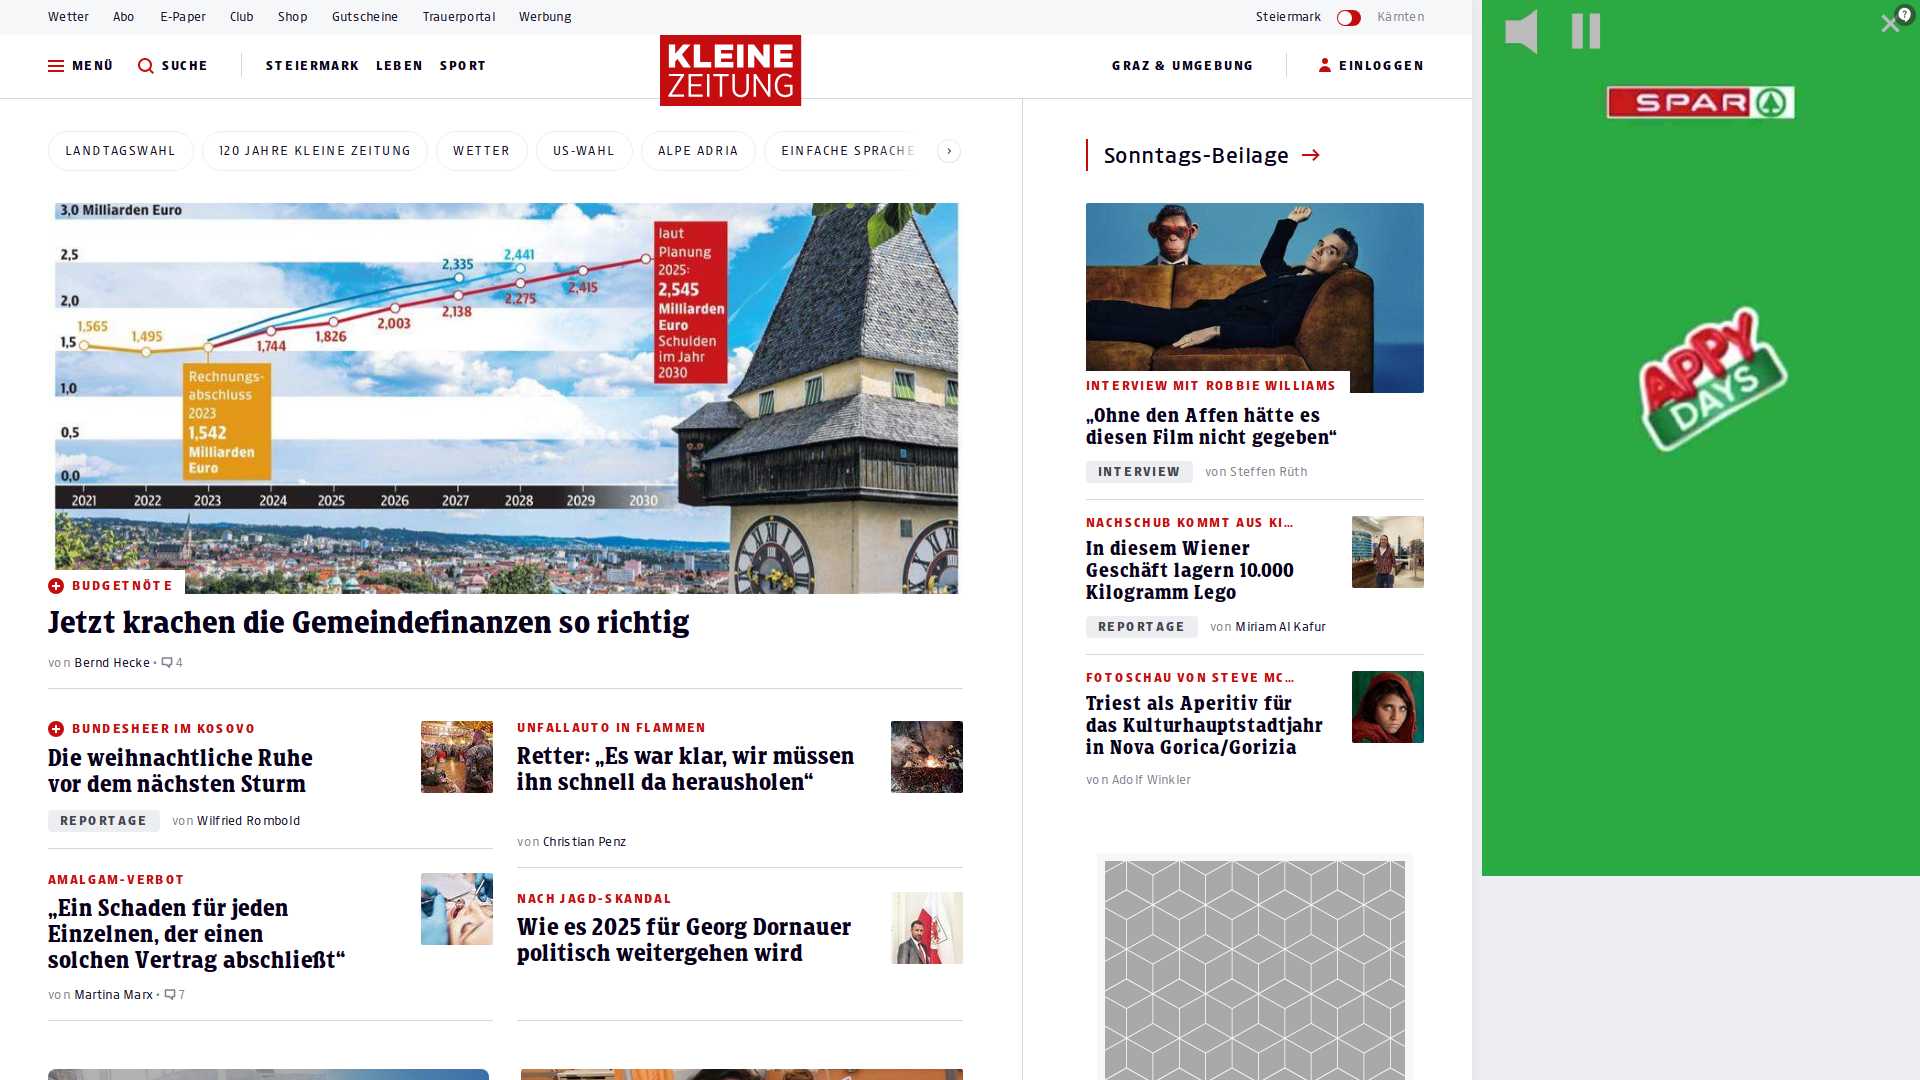 Wetter Abo E-Paper Club Shop Gutscheine Trauerportal Werbung
Steiermark Kärnten
MENÜ SUCHE STEIERMARK LEBEN SPORT
KLEINE
ZEITUNG
GRAZ & UMGEBUNG EINLOGGEN
LANDTAGSWAHL 120 JAHRE KLEINE ZEITUNG WETTER US-WAHL ALPE ADRIA EINFACHE SPRACHE
3,0 Milliarden Euro
2,5
2,0
1,5
1,0
0,5
0,0
1,565
1,495
1,744
1,826
2,003
2,138
2,275
2,415
2,335
2,441
Rechnungs-
abschluss
2023
1,542
Milliarden
Euro
laut
Planung
2025:
2,545
Milliarden
Euro
Schulden
im Jahr
2030
2021 2022 2023 2024 2025 2026 2027 2028 2029 2030
BUDGETNÖTE
Jetzt krachen die Gemeindefinanzen so richtig
von Bernd Hecke • 4
BUNDESHEER IM KOSOVO
Die weihnachtliche Ruhe
vor dem nächsten Sturm
REPORTAGE von Wilfried Rombold
UNFALLAUTO IN FLAMMEN
Retter: „Es war klar, wir müssen
ihn schnell da herausholen“
von Christian Penz
AMALGAM-VERBOT
„Ein Schaden für jeden
Einzelnen, der einen
solchen Vertrag abschließt“
von Martina Marx • 7
NACH JAGD-SKANDAL
Wie es 2025 für Georg Dornauer
politisch weitergehen wird
Sonntags-Beilage
INTERVIEW MIT ROBBIE WILLIAMS
„Ohne den Affen hätte es
diesen Film nicht gegeben“
INTERVIEW von Steffen Rüth
NACHSCHUB KOMMT AUS KI...
In diesem Wiener
Geschäft lagern 10.000
Kilogramm Lego
REPORTAGE von Miriam Al Kafur
FOTOSCHAU VON STEVE MC...
Triest als Aperitiv für
das Kulturhauptstadtjahr
in Nova Gorica/Gorizia
von Adolf Winkler
SPAR
APPY
DAYS